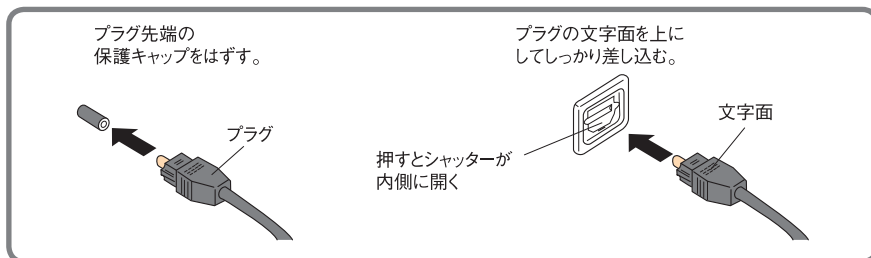 プラグ先端の
保護キャップをはずす。
プラグ
プラグの文字面を上に
してしっかり差し込む。
文字面
押すとシャッターが
内側に開く